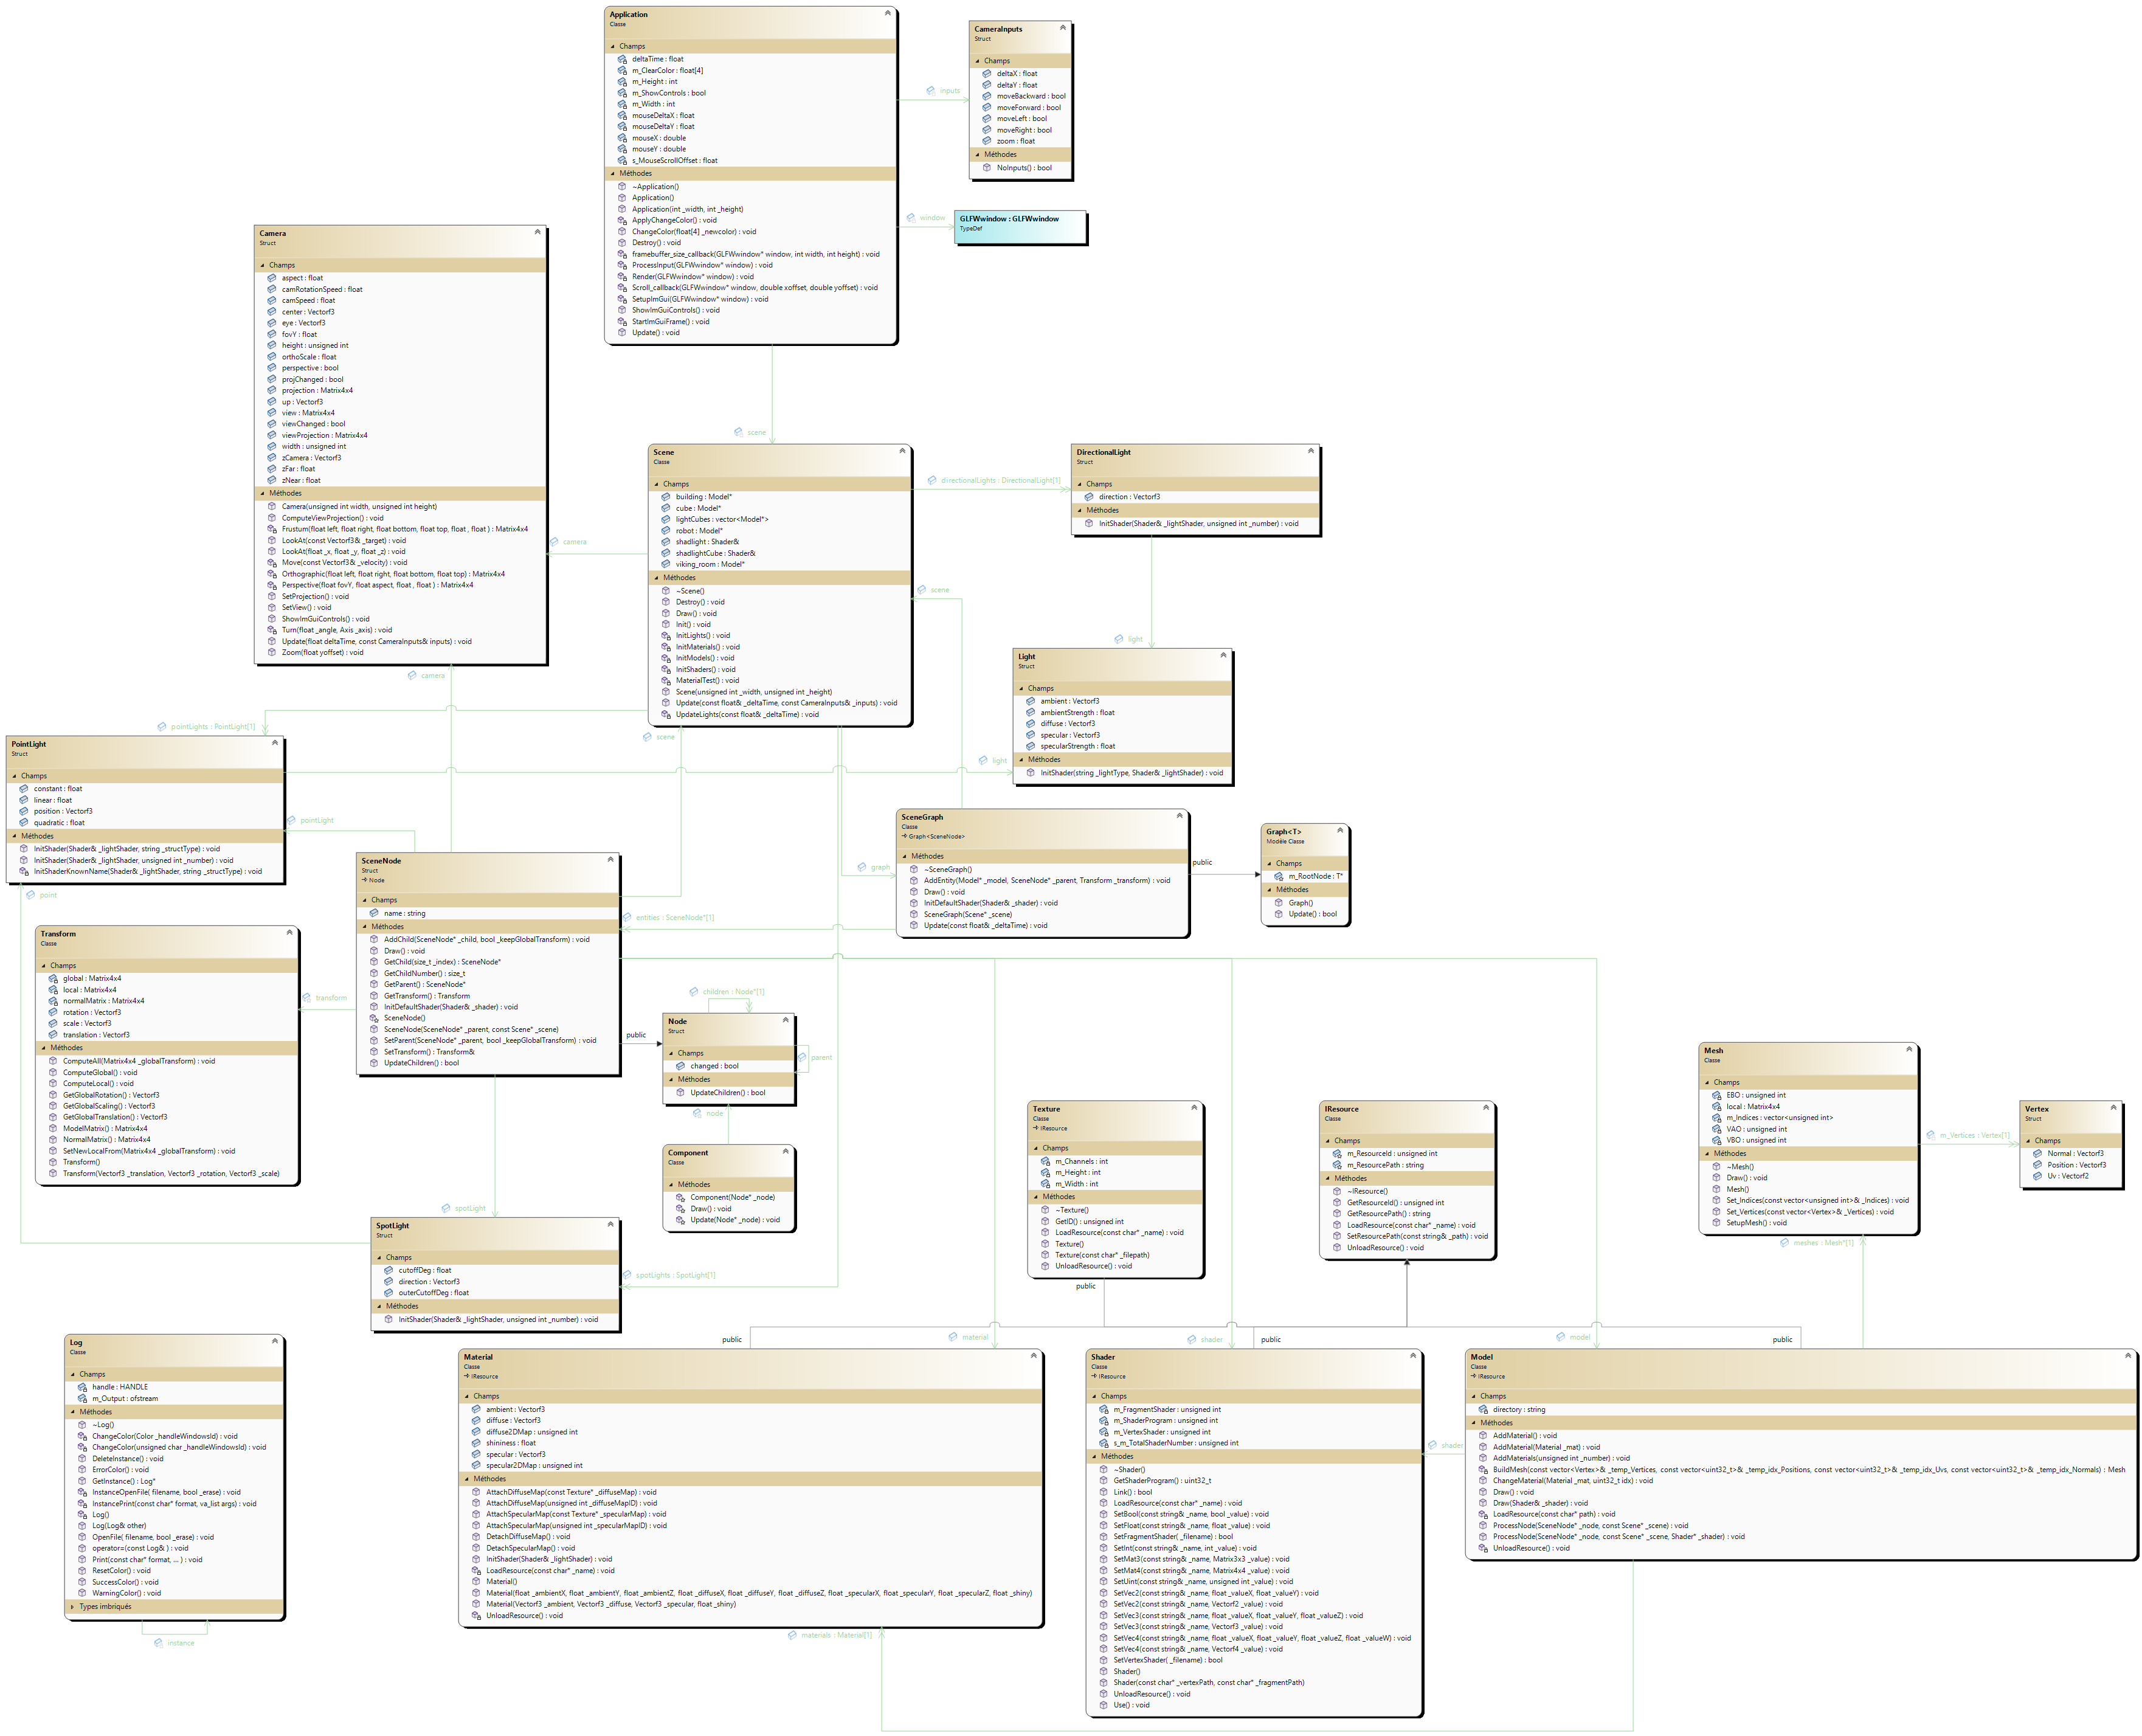 Application
Classe
Champs
deltaTime : float
m_ClearColor : float[4]
m_Height : int
m_ShowControls : bool
m_Width : int
mouseDeltaX : float
mouseDeltaY : float
mouseX : double
mouseY : double
s_MouseScrollOffset : float
Méthodes
~Application()
Application()
Application(int _width, int _height)
ApplyChangeColor() : void
ChangeColor(float[4] _newcolor) : void
Destroy() : void
framebuffer_size_callback(GLFWwindow* window, int width, int height) : void
ProcessInput(GLFWwindow* window) : void
Render(GLFWwindow* window) : void
Scroll_callback(GLFWwindow* window, double xoffset, double yoffset) : void
SetupImGui(GLFWwindow* window) : void
ShowImGuiControls() : void
StartImGuiFrame() : void
Update() : void
inputs
CameraInputs
Struct
Champs
deltaX : float
deltaY : float
moveBackward : bool
moveForward : bool
moveLeft : bool
moveRight : bool
zoom : float
Méthodes
NoInputs() : bool
window
GLFWwindow : GLFWwindow
TypeDef
Camera
Struct
Champs
aspect : float
camRotationSpeed : float
camSpeed : float
center : Vectorf3
eye : Vectorf3
fovY : float
height : unsigned int
orthoScale : float
perspective : bool
projChanged : bool
projection : Matrix4x4
up : Vectorf3
view : Matrix4x4
viewChanged : bool
viewProjection : Matrix4x4
width : unsigned int
zCamera : Vectorf3
zFar : float
zNear : float
Méthodes
Camera(unsigned int width, unsigned int height)
ComputeViewProjection() : void
Frustum(float left, float right, float bottom, float top, float , float ) : Matrix4x4
LookAt(const Vectorf3& _target) : void
LookAt(float _x, float _y, float _z) : void
Move(const Vectorf3& _velocity) : void
Orthographic(float left, float right, float bottom, float top) : Matrix4x4
Perspective(float fovY, float aspect, float , float ) : Matrix4x4
SetProjection() : void
SetView() : void
ShowImGuiControls() : void
Turn(float _angle, Axis _axis) : void
Update(float deltaTime, const CameraInputs& inputs) : void
Zoom(float yoffset) : void
scene
Scene
Classe
Champs
building : Model*
cube : Model*
lightCubes : vector<Model*>
robot : Model*
shadlight : Shader&
shadlightCube : Shader&
viking_room : Model*
Méthodes
~Scene()
Destroy() : void
Draw() : void
Init() : void
InitLights() : void
InitMaterials() : void
InitModels() : void
InitShaders() : void
MaterialTest() : void
Scene(unsigned int _width, unsigned int _height)
Update(const float& _deltaTime, const CameraInputs& _inputs) : void
UpdateLights(const float& _deltaTime) : void
camera
directionalLights : DirectionalLight[1]
DirectionalLight
Struct
Champs
direction : Vectorf3
Méthodes
InitShader(Shader& _lightShader, unsigned int _number) : void
scene
light
Light
Struct
Champs
ambient : Vectorf3
ambientStrength : float
diffuse : Vectorf3
specular : Vectorf3
specularStrength : float
Méthodes
InitShader(string _lightType, Shader& _lightShader) : void
camera
pointLights : PointLight[1]
scene
light
PointLight
Struct
Champs
constant : float
linear : float
position : Vectorf3
quadratic : float
Méthodes
InitShader(Shader& _lightShader, string _structType) : void
InitShader(Shader& _lightShader, unsigned int _number) : void
InitShaderKnownName(Shader& _lightShader, string _structType) : void
pointLight
point
SceneNode
Struct
Node
Champs
name : string
Méthodes
AddChild(SceneNode* _child, bool _keepGlobalTransform) : void
Draw() : void
GetChild(size_t _index) : SceneNode*
GetChildNumber() : size_t
GetParent() : SceneNode*
GetTransform() : Transform
InitDefaultShader(Shader& _shader) : void
SceneNode()
SceneNode(SceneNode* _parent, const Scene* _scene)
SetParent(SceneNode* _parent, bool _keepGlobalTransform) : void
SetTransform() : Transform&
UpdateChildren() : bool
graph
SceneGraph
Classe
Graph<SceneNode>
Méthodes
~SceneGraph()
AddEntity(Model* _model, SceneNode* _parent, Transform _transform) : void
Draw() : void
InitDefaultShader(Shader& _shader) : void
SceneGraph(Scene* _scene)
Update(const float& _deltaTime) : void
public
Graph<T>
Modèle Classe
Champs
m_RootNode : T*
Méthodes
Graph()
Update() : bool
entities : SceneNode*[1]
Transform
Classe
Champs
global : Matrix4x4
local : Matrix4x4
normalMatrix : Matrix4x4
rotation : Vectorf3
scale : Vectorf3
translation : Vectorf3
Méthodes
ComputeAll(Matrix4x4 _globalTransform) : void
ComputeGlobal() : void
ComputeLocal() : void
GetGlobalRotation() : Vectorf3
GetGlobalScaling() : Vectorf3
GetGlobalTranslation() : Vectorf3
ModelMatrix() : Matrix4x4
NormalMatrix() : Matrix4x4
SetNewLocalFrom(Matrix4x4 _globalTransform) : void
Transform()
Transform(Vectorf3 _translation, Vectorf3 _rotation, Vectorf3 _scale)
transform
children : Node*[1]
public
Node
Struct
Champs
changed : bool
Méthodes
UpdateChildren() : bool
parent
node
Component
Classe
Méthodes
Component(Node* _node)
Draw() : void
Update(Node* _node) : void
Texture
Classe
IResource
Champs
m_Channels : int
m_Height : int
m_Width : int
Méthodes
~Texture()
GetID() : unsigned int
LoadResource(const char* _name) : void
Texture()
Texture(const char* _filepath)
UnloadResource() : void
public
IResource
Classe
Champs
m_ResourceId : unsigned int
m_ResourcePath : string
Méthodes
~IResource()
GetResourceId() : unsigned int
GetResourcePath() : string
LoadResource(const char* _name) : void
SetResourcePath(const string& _path) : void
UnloadResource() : void
Mesh
Classe
Champs
EBO : unsigned int
local : Matrix4x4
m_Indices : vector<unsigned int>
VAO : unsigned int
VBO : unsigned int
Méthodes
~Mesh()
Draw() : void
Mesh()
Set_Indices(const vector<unsigned int>& _Indices) : void
Set_Vertices(const vector<Vertex>& _Vertices) : void
SetupMesh() : void
m_Vertices : Vertex[1]
Vertex
Struct
Champs
Normal : Vectorf3
Position : Vectorf3
Uv : Vectorf2
meshes : Mesh*[1]
spotLight
SpotLight
Struct
Champs
cutoffDeg : float
direction : Vectorf3
outerCutoffDeg : float
Méthodes
InitShader(Shader& _lightShader, unsigned int _number) : void
spotLights : SpotLight[1]
Log
Classe
Champs
handle : HANDLE
m_Output : ofstream
Méthodes
~Log()
ChangeColor(Color _handleWindowsId) : void
ChangeColor(unsigned char _handleWindowsId) : void
DeleteInstance() : void
ErrorColor() : void
GetInstance() : Log*
InstanceOpenFile( filename, bool _erase) : void
InstancePrint(const char* format, va_list args) : void
Log()
Log(Log& other)
OpenFile( filename, bool _erase) : void
operator=(const Log& ) : void
Print(const char* format, ... ) : void
ResetColor() : void
SuccessColor() : void
WarningColor() : void
Types imbriqués
instance
public
material
Material
Classe
IResource
Champs
ambient : Vectorf3
diffuse : Vectorf3
diffuse2DMap : unsigned int
shininess : float
specular : Vectorf3
specular2DMap : unsigned int
Méthodes
AttachDiffuseMap(const Texture* _diffuseMap) : void
AttachDiffuseMap(unsigned int _diffuseMapID) : void
AttachSpecularMap(const Texture* _specularMap) : void
AttachSpecularMap(unsigned int _specularMapID) : void
DetachDiffuseMap() : void
DetachSpecularMap() : void
InitShader(Shader& _lightShader) : void
LoadResource(const char* _name) : void
Material()
Material(float _ambientX, float _ambientY, float _ambientZ, float _diffuseX, float _diffuseY, float _diffuseZ, float _specularX, float _specularY, float _specularZ, float _shiny)
Material(Vectorf3 _ambient, Vectorf3 _diffuse, Vectorf3 _specular, float _shiny)
UnloadResource() : void
materials : Material[1]
shader
public
Shader
Classe
IResource
Champs
m_FragmentShader : unsigned int
m_ShaderProgram : unsigned int
m_VertexShader : unsigned int
s_m_TotalShaderNumber : unsigned int
Méthodes
~Shader()
GetShaderProgram() : uint32_t
Link() : bool
LoadResource(const char* _name) : void
SetBool(const string& _name, bool _value) : void
SetFloat(const string& _name, float _value) : void
SetFragmentShader( _filename) : bool
SetInt(const string& _name, int _value) : void
SetMat3(const string& _name, Matrix3x3 _value) : void
SetMat4(const string& _name, Matrix4x4 _value) : void
SetUint(const string& _name, unsigned int _value) : void
SetVec2(const string& _name, float _valueX, float _valueY) : void
SetVec2(const string& _name, Vectorf2 _value) : void
SetVec3(const string& _name, float _valueX, float _valueY, float _valueZ) : void
SetVec3(const string& _name, Vectorf3 _value) : void
SetVec4(const string& _name, float _valueX, float _valueY, float _valueZ, float _valueW) : void
SetVec4(const string& _name, Vectorf4 _value) : void
SetVertexShader( _filename) : bool
Shader()
Shader(const char* _vertexPath, const char* _fragmentPath)
UnloadResource() : void
Use() : void
shader
model
public
Model
Classe
IResource
Champs
directory : string
Méthodes
AddMaterial() : void
AddMaterial(Material _mat) : void
AddMaterials(unsigned int _number) : void
BuildMesh(const vector<Vertex>& _temp_Vertices, const vector<uint32_t>& _temp_idx_Positions, const vector<uint32_t>& _temp_idx_Uvs, const vector<uint32_t>& _temp_idx_Normals) : Mesh
ChangeMaterial(Material _mat, uint32_t idx) : void
Draw() : void
Draw(Shader& _shader) : void
LoadResource(const char* path) : void
ProcessNode(SceneNode* _node, const Scene* _scene) : void
ProcessNode(SceneNode* _node, const Scene* _scene, Shader* _shader) : void
UnloadResource() : void